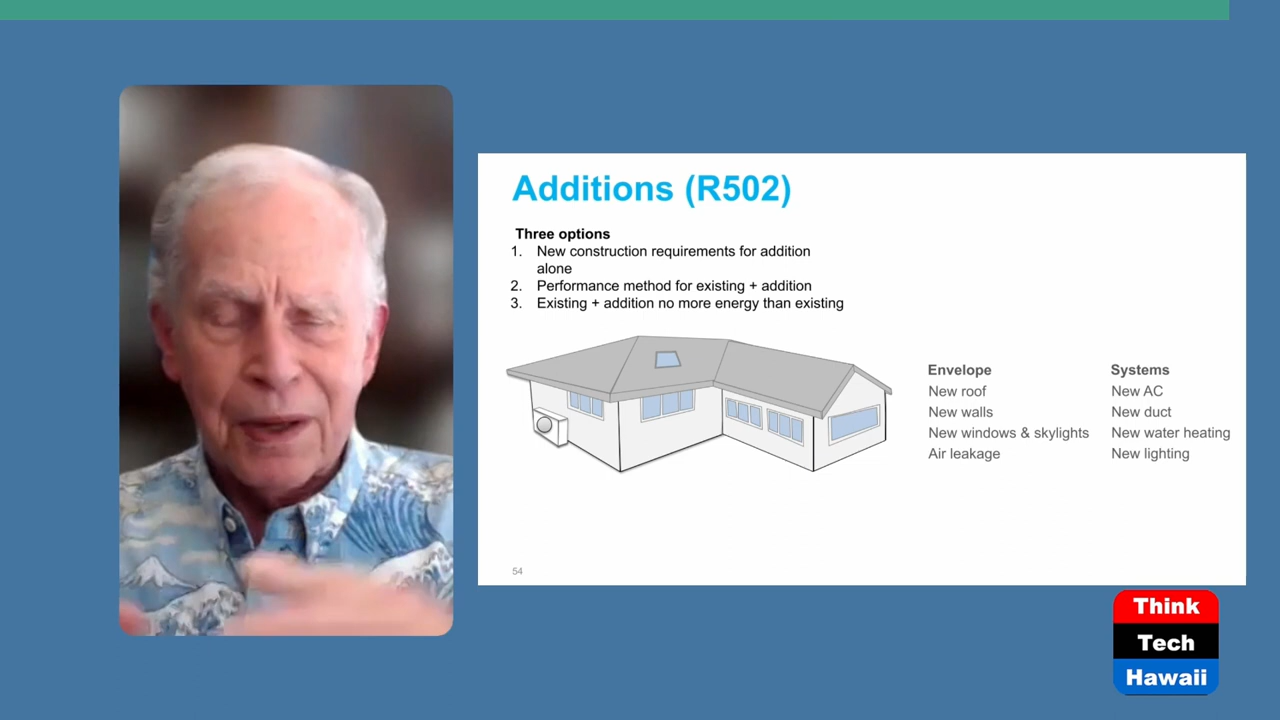 Additions (R502)
Three options
1. New construction requirements for addition
alone
2. Performance method for existing + addition
3. Existing + addition no more energy than existing
Envelope
New roof
New walls
New windows & skylights
Air leakage
Systems
New AC
New duct
New water heating
New lighting
54
Think
Tech
Hawaii